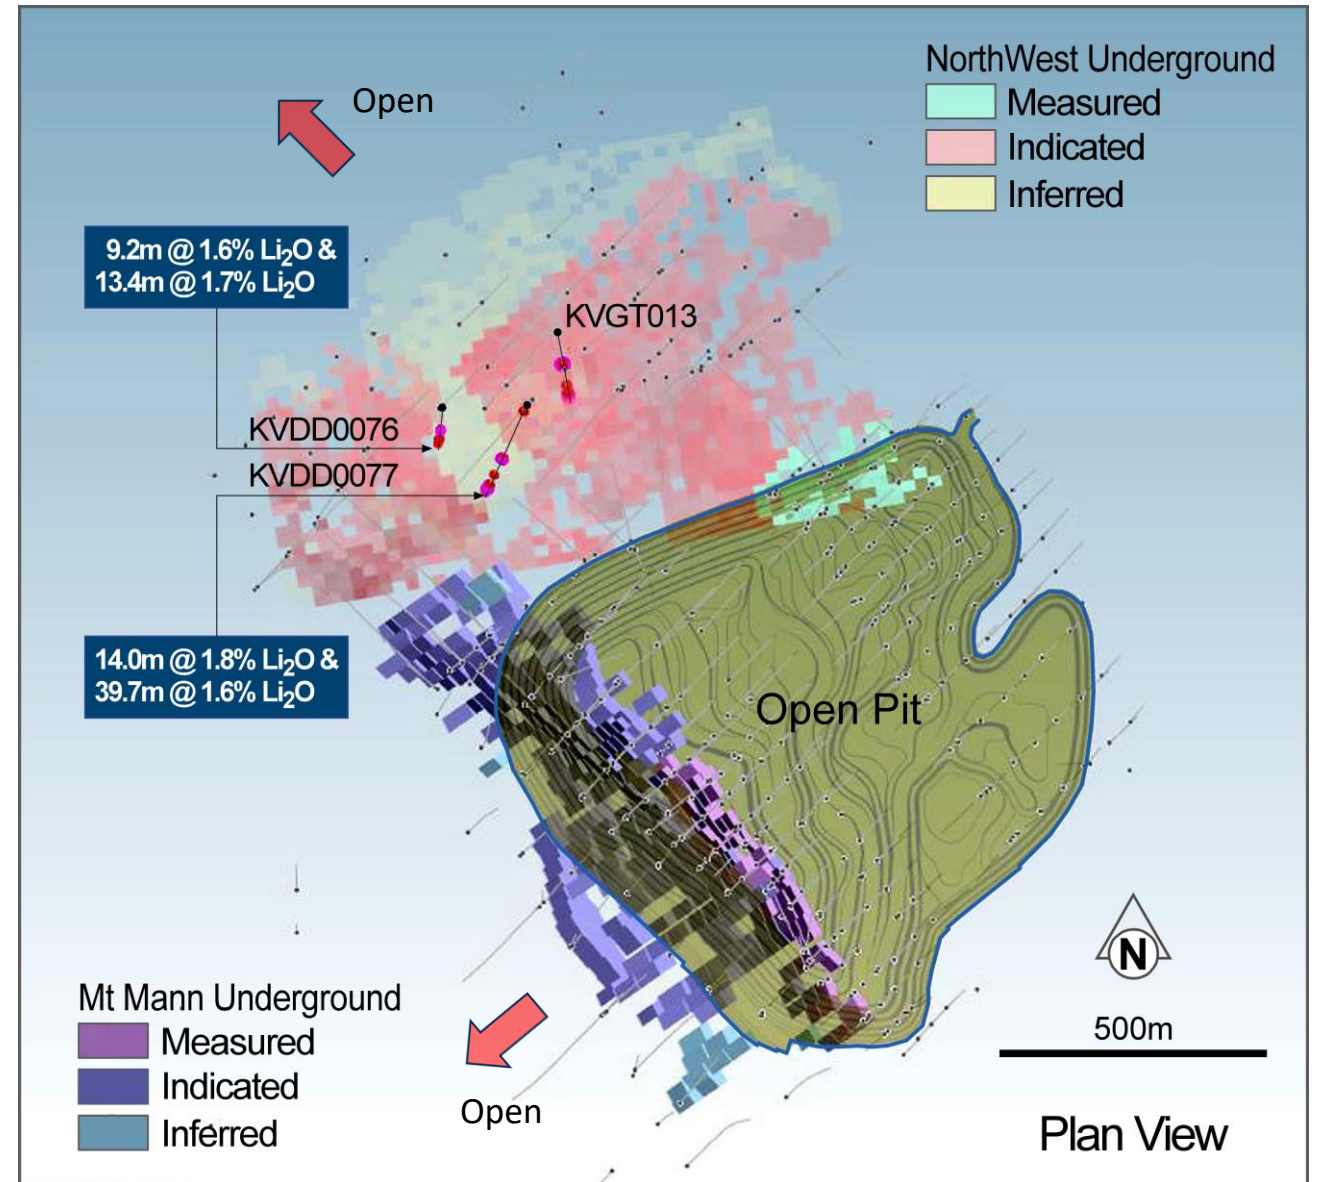 Open
NorthWest Underground
Measured
Indicated
Inferred
9.2m @ 1.6% Li₂O &
13.4m @ 1.7% Li₂O
KVGT013
KVDD0076
KVDD0077
14.0m @ 1.8% Li₂O &
39.7m @ 1.6% Li₂O
Open Pit
Mt Mann Underground
Measured
Indicated
Inferred
Open
N
500m
Plan View